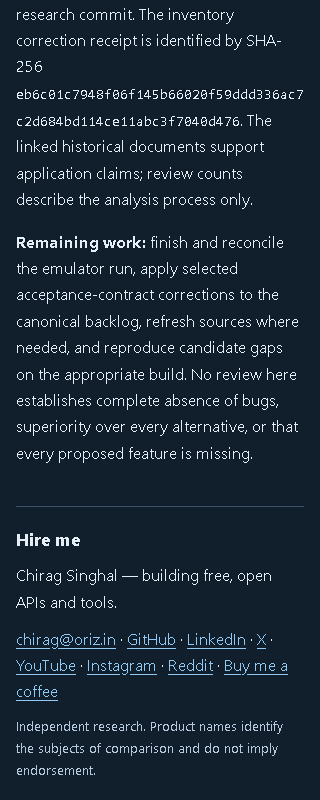 research commit. The inventory
correction receipt is identified by SHA-
256
eb6c01c7948f06f145b66020f59ddd336ac7
c2d684bd114ce11abc3f7040d476. The
linked historical documents support
application claims; review counts
describe the analysis process only.
Remaining work: finish and reconcile
the emulator run, apply selected
acceptance-contract corrections to the
canonical backlog, refresh sources where
needed, and reproduce candidate gaps
on the appropriate build. No review here
establishes complete absence of bugs,
superiority over every alternative, or that
every proposed feature is missing.
Hire me
Chirag Singhal — building free, open
APIs and tools.
chirag@oriz.in · GitHub · LinkedIn · X ·
YouTube · Instagram · Reddit · Buy me a
coffee
Independent research. Product names identify
the subjects of comparison and do not imply
endorsement.